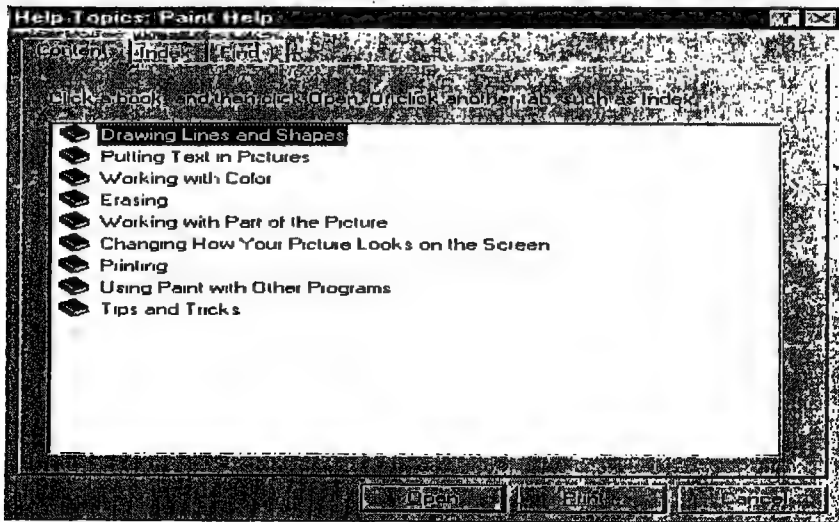 Help Topics: Paint Help
Contents Index Find
Click a book, and then click Open. Or click another tab, such as Index.
Drawing Lines and Shapes
Putting Text in Pictures
Working with Color
Erasing
Working with Part of the Picture
Changing How Your Picture Looks on the Screen
Printing
Using Paint with Other Programs
Tips and Tricks
Open Print... Cancel